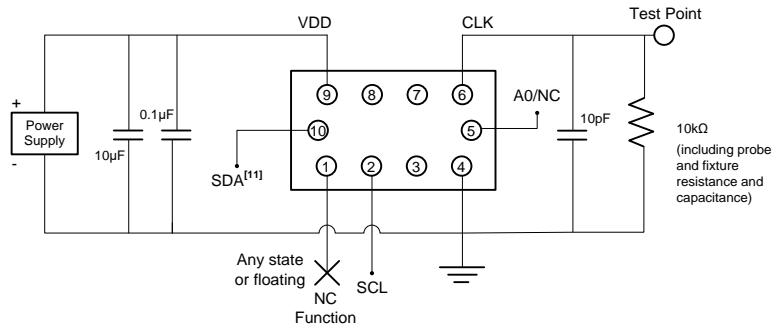 VDD
CLK
Test Point
9
8
7
6
A0/NC
+
Power
Supply
-
0.1µF
10µF
10
5
10pF
10kΩ
(including probe
and fixture
resistance and
capacitance)
SDA[11]
1
2
3
4
Any state
or floating
NC
Function
SCL